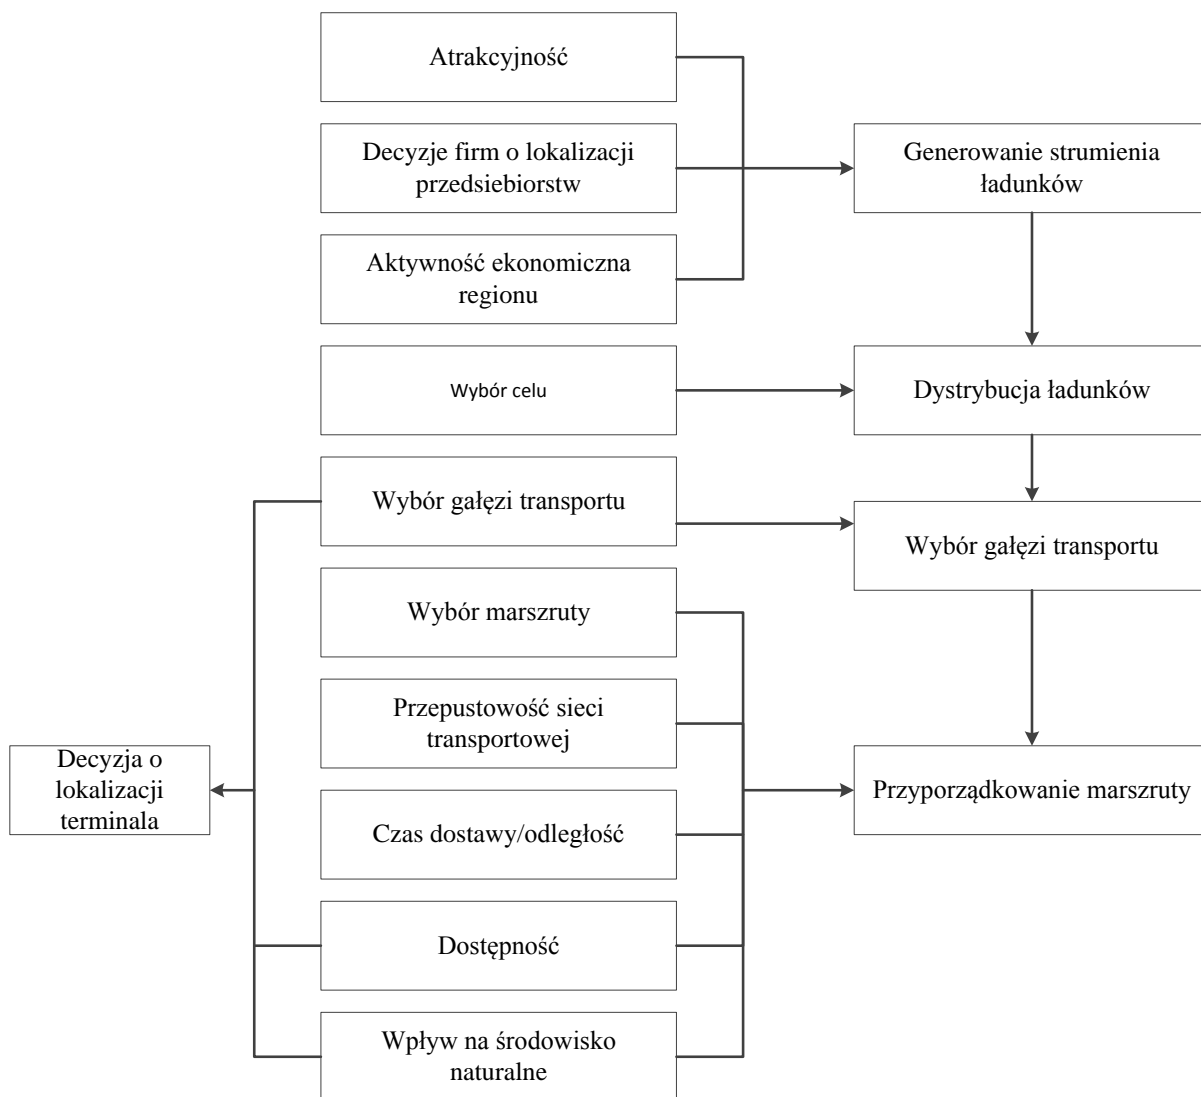 Atrakcyjność
Decyzje firm o lokalizacji
przedsiebiorstw
Generowanie strumienia
ładunków
Aktywność ekonomiczna
regionu
Wybór celu
Dystrybucja ładunków
Wybór gałęzi transportu
Wybór gałęzi transportu
Wybór marszruty
Przepustowość sieci
transportowej
Decyzja o
lokalizacji
terminala
Przyporządkowanie marszruty
Czas dostawy/odległość
Dostępność
Wpływ na środowisko
naturalne